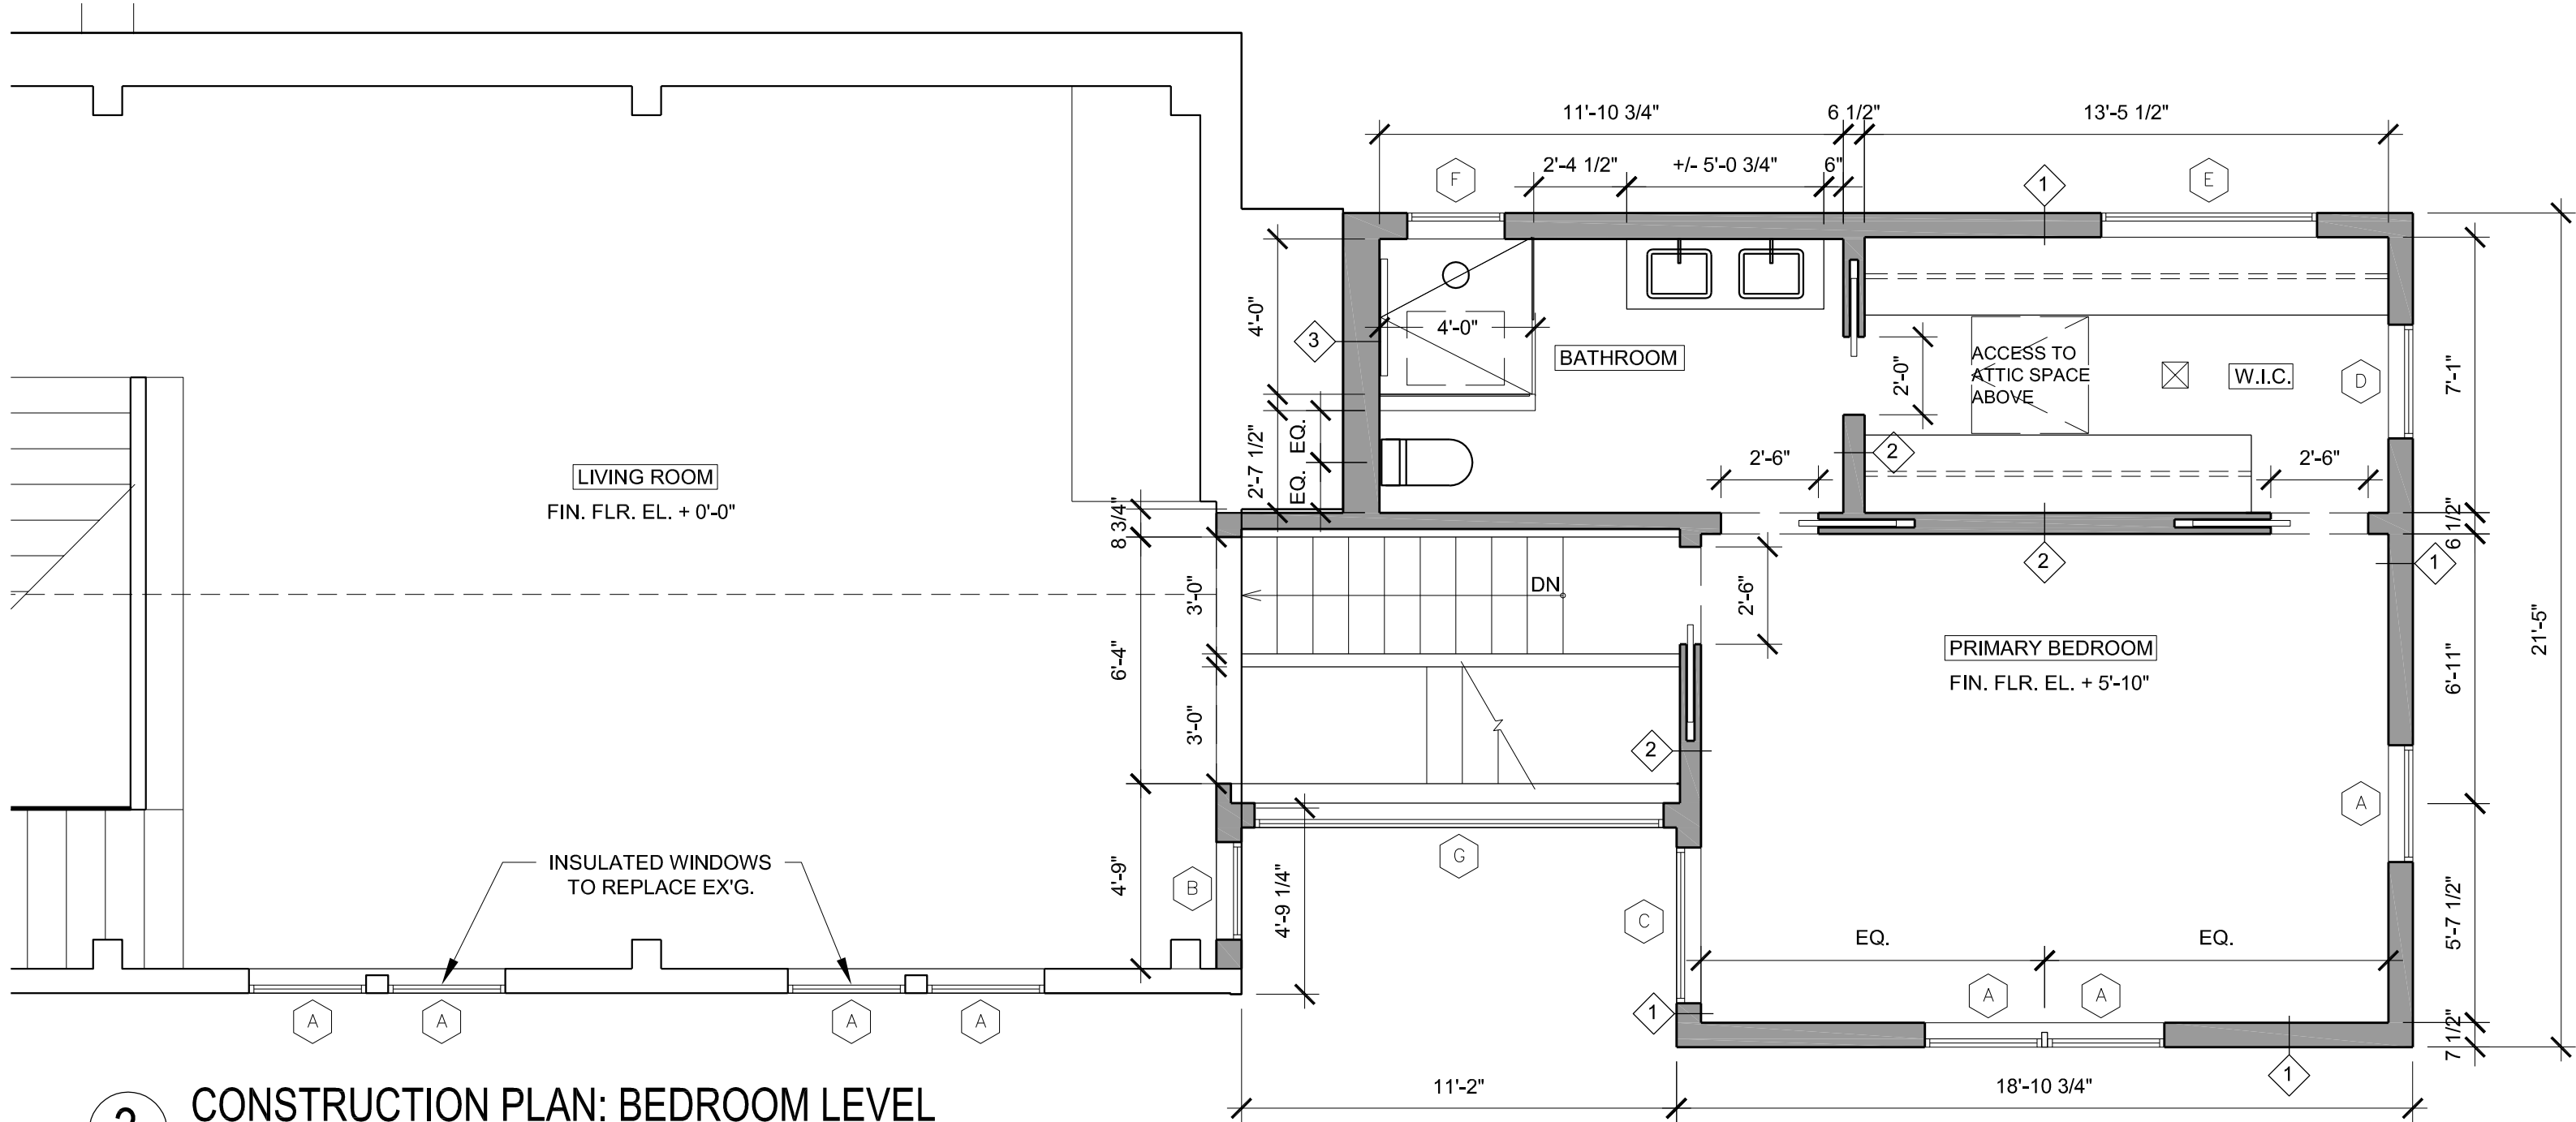 11'-10 3/4"
6 1/2"
13'-5 1/2"
2'-4 1/2"
+/- 5'-0 3/4"
6"
F
1
E
4'-0"
3
4'-0"
BATHROOM
2'-0"
ACCESS TO
ATTIC SPACE
ABOVE
W.I.C.
D
7'-1"
2'-7 1/2"
EQ.
EQ.
2'-6"
2
2'-6"
LIVING ROOM
FIN. FLR. EL. + 0'-0"
8 3/4"
6 1/2"
2
1
3'-0"
DN
2'-6"
6'-4"
21'-5"
PRIMARY BEDROOM
FIN. FLR. EL. + 5'-10"
6'-11"
3'-0"
2
A
INSULATED WINDOWS
TO REPLACE EX'G.
4'-9"
B
4'-9 1/4"
G
C
EQ.
EQ.
5'-7 1/2"
A
A
A
A
A
A
1
7 1/2"
1
11'-2"
18'-10 3/4"
CONSTRUCTION PLAN: BEDROOM LEVEL